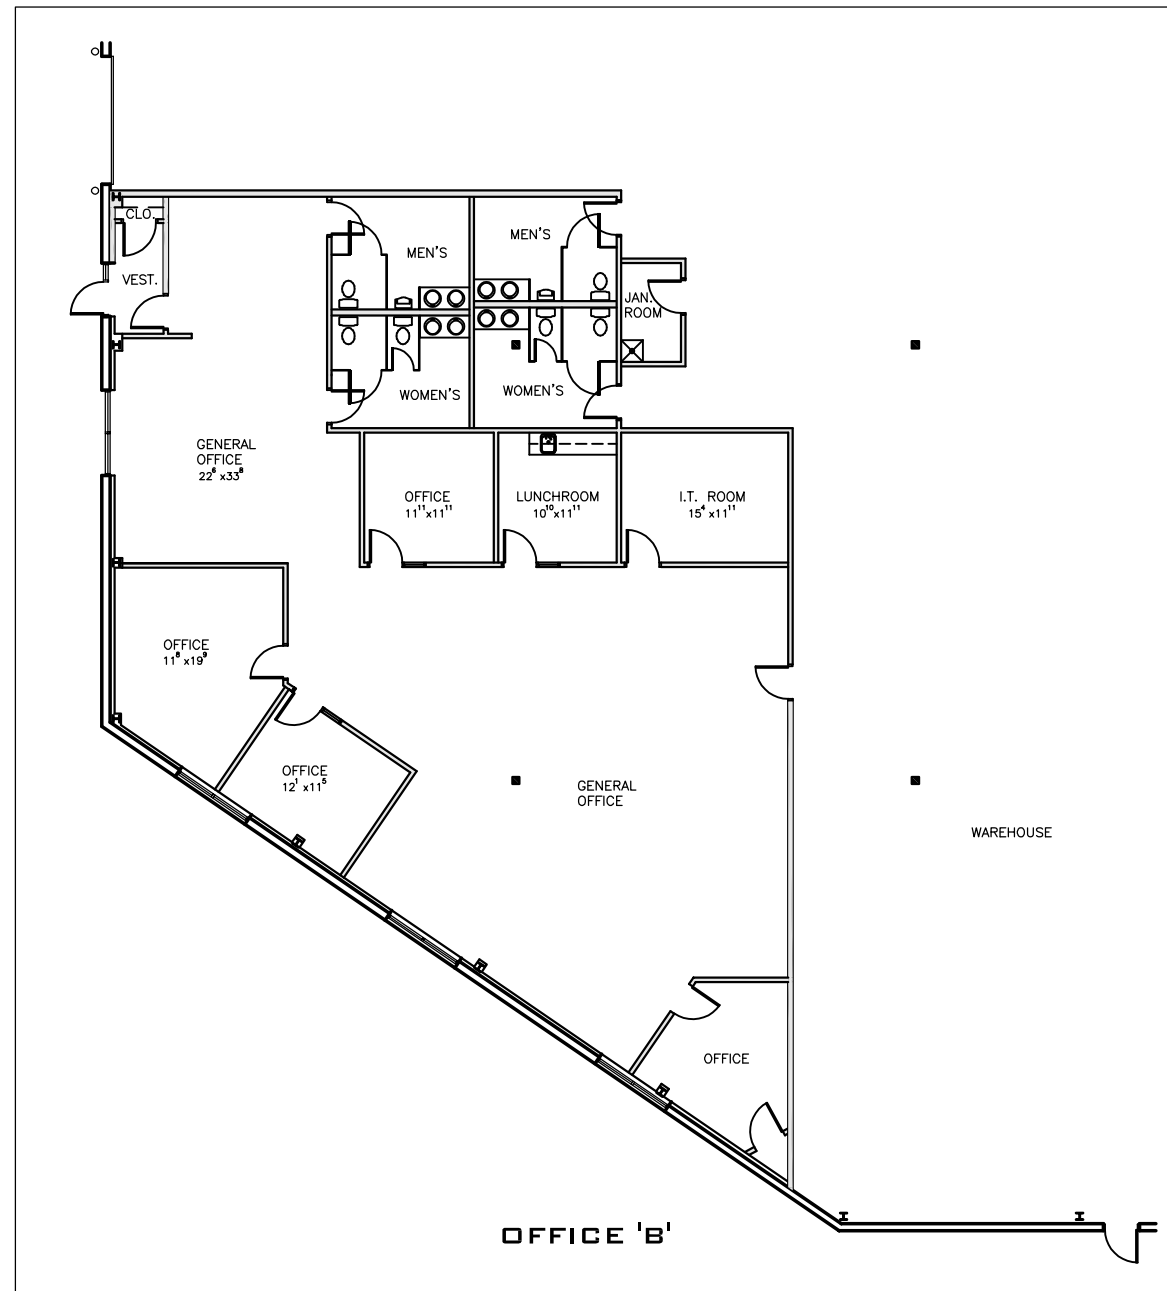 CLO.
VEST.
MEN'S
MEN'S
JAN.
ROOM
WOMEN'S
WOMEN'S
GENERAL
OFFICE
22⁶ x33⁸
OFFICE
11¹¹x11¹¹
LUNCHROOM
10¹⁰x11¹¹
I.T. ROOM
15⁴ x11¹¹
OFFICE
11⁸ x19⁹
OFFICE
12¹ x11⁵
GENERAL
OFFICE
WAREHOUSE
OFFICE
OFFICE 'B'